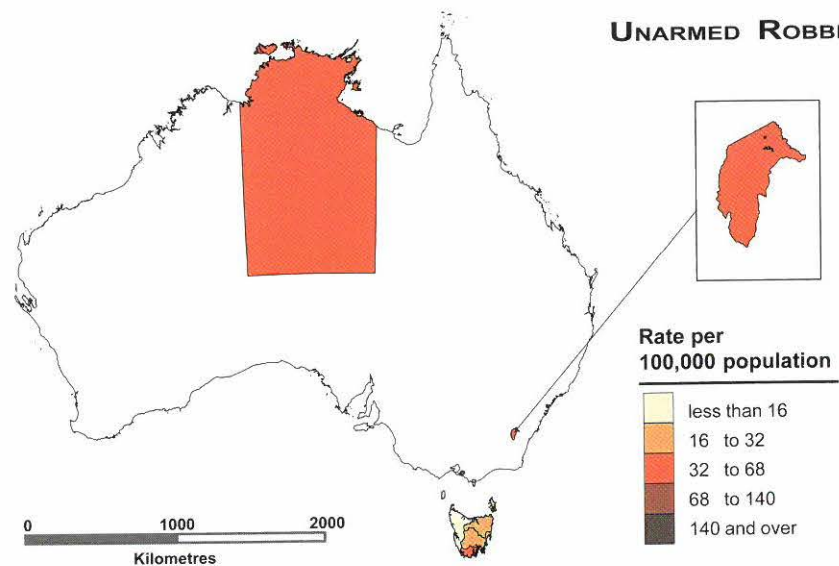 UNARMED ROBB
Rate per
100,000 population
less than 16
16 to 32
32 to 68
68 to 140
140 and over
0 1000 2000
Kilometres